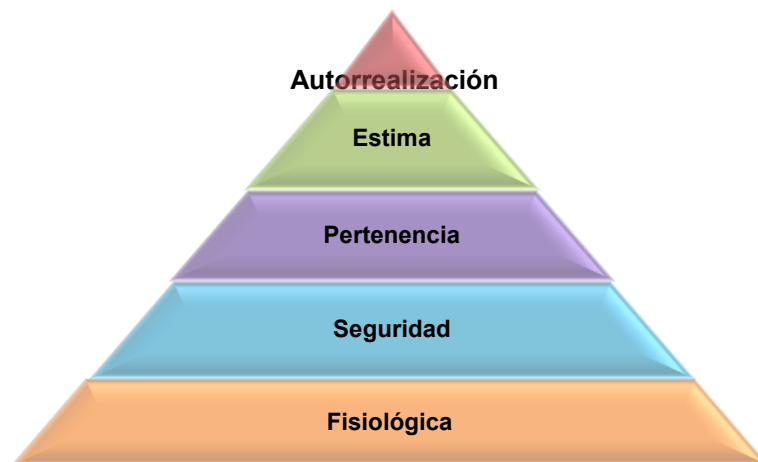 Autorrealización
Estima
Pertenencia
Seguridad
Fisiológica